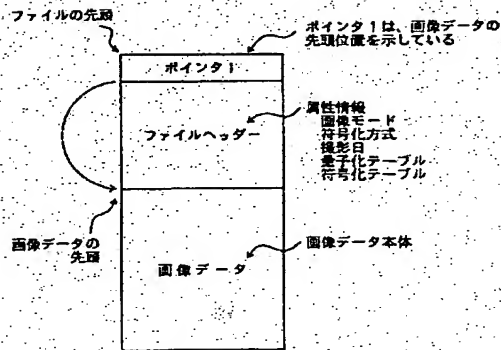 ファイルの先頭
ポインタ1は、画像データの
先頭位置を示している
ポインタ1
属性情報
画像モード
符号化方式
撮影日
量子化テーブル
符号化テーブル
ファイルヘッダー
画像データの
先頭
画像データ
画像データ本体